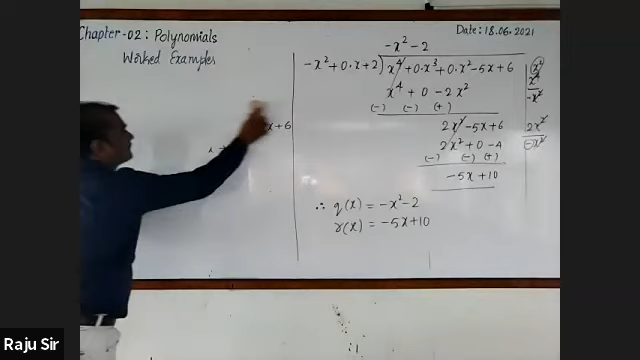 Chapter-02: Polynomials
Date: 18.06.2021
Worked Examples
-x² - 2
-x² + 0·x + 2) x⁴ + 0·x³ + 0·x² - 5x + 6
x⁴ + 0 - 2x²
(-) (-) (+)
2x² - 5x + 6
2x² + 0 - 4
(-) (-) (+)
-5x + 10
x⁴
-x²
2x²
-x²
x + 6
∴ q(x) = -x² - 2
r(x) = -5x + 10
Raju Sir